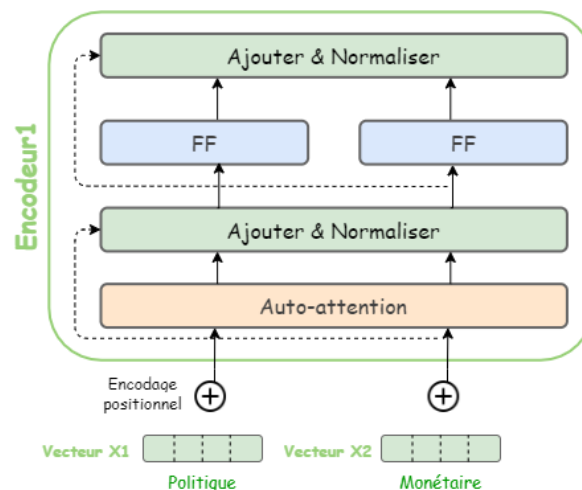 Encodeur1
Ajouter & Normaliser
FF
FF
Ajouter & Normaliser
Auto-attention
Encodage
positionnel
Vecteur X1
Vecteur X2
Politique
Monétaire